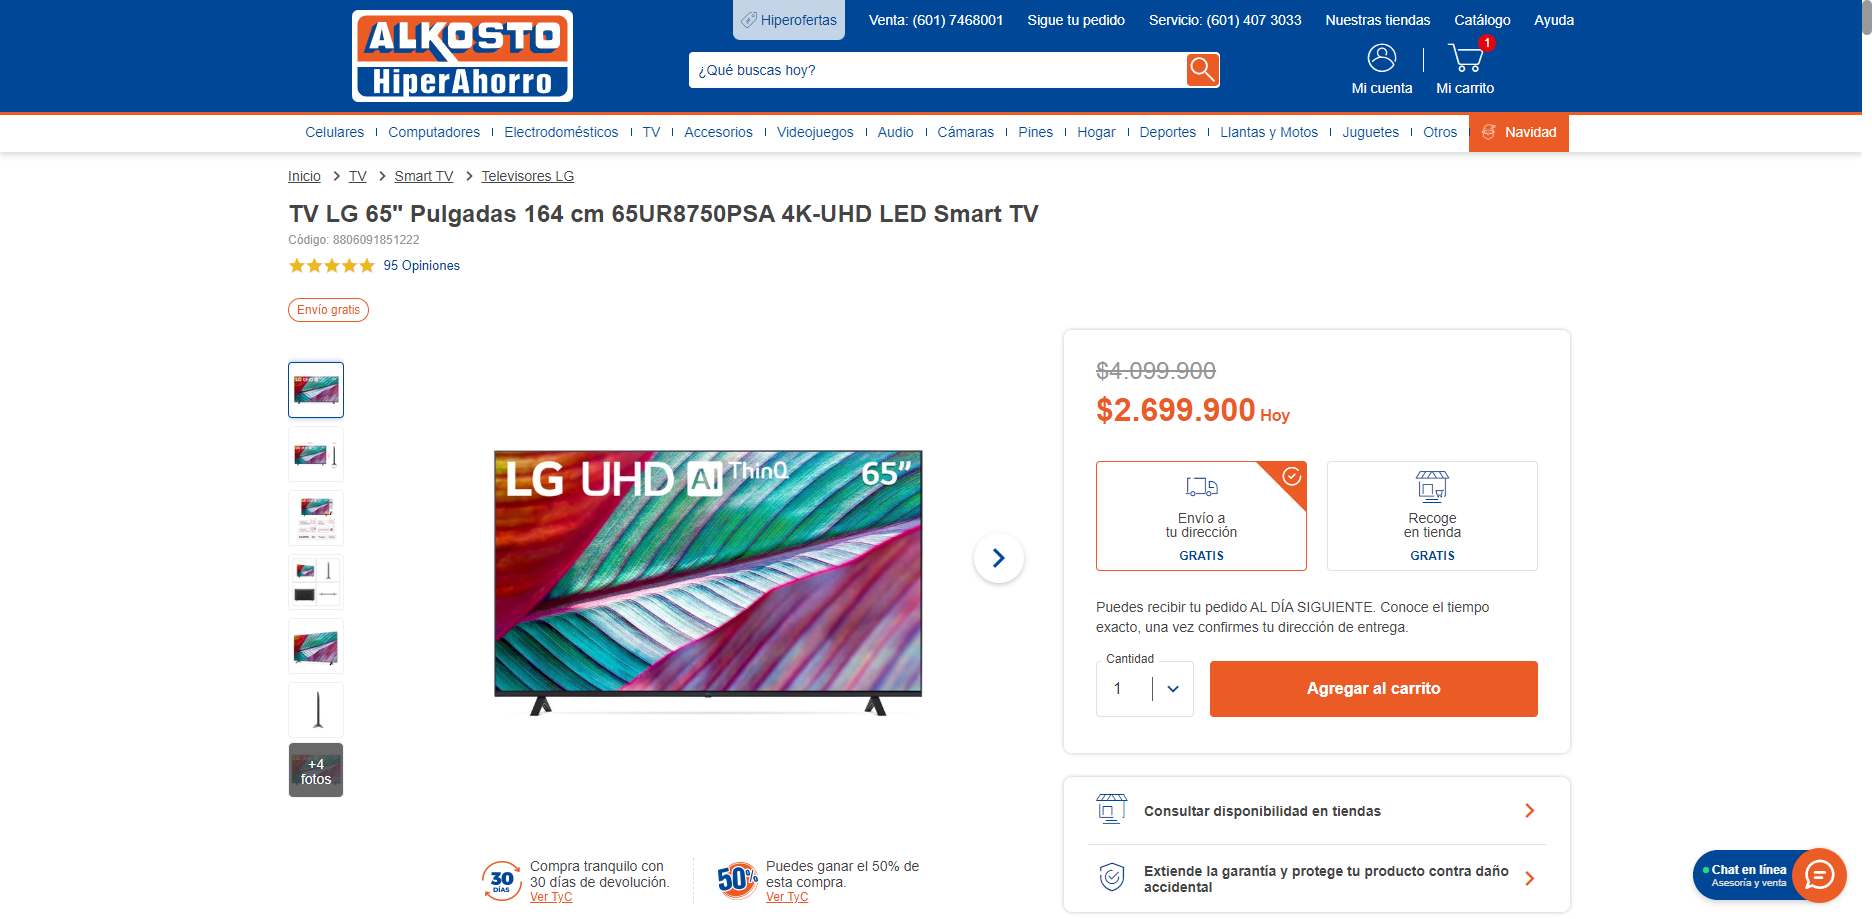 ALKOSTO
HiperAhorro
Hiperofertas
Venta: (601) 7468001
Sigue tu pedido
Servicio: (601) 407 3033
Nuestras tiendas
Catálogo
Ayuda
¿Qué buscas hoy?
Mi cuenta
1
Mi carrito
Celulares
Computadores
Electrodomésticos
TV
Accesorios
Videojuegos
Audio
Cámaras
Pines
Hogar
Deportes
Llantas y Motos
Juguetes
Otros
Navidad
Inicio
TV
Smart TV
Televisores LG
TV LG 65" Pulgadas 164 cm 65UR8750PSA 4K-UHD LED Smart TV
Código: 8806091851222
95 Opiniones
Envío gratis
+4
fotos
LG UHD AI ThinQ 65"
$4.099.900
$2.699.900 Hoy
Envío a
tu dirección
GRATIS
Recoge
en tienda
GRATIS
Puedes recibir tu pedido AL DÍA SIGUIENTE. Conoce el tiempo
exacto, una vez confirmes tu dirección de entrega.
Cantidad
1
Agregar al carrito
Consultar disponibilidad en tiendas
Extiende la garantía y protege tu producto contra daño
accidental
30
DÍAS
Compra tranquilo con
30 días de devolución.
Ver TyC
50%
Puedes ganar el 50% de
esta compra.
Ver TyC
Chat en línea
Asesoría y venta